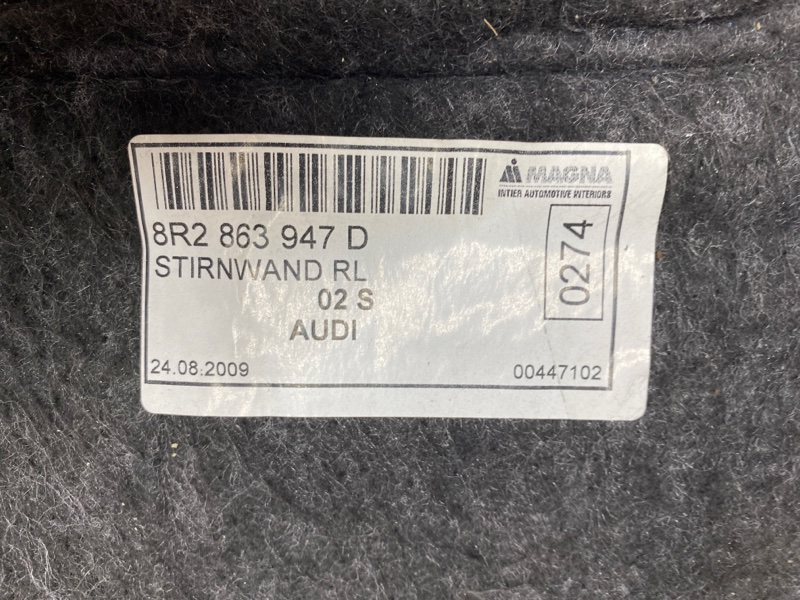 MAGNA
INTIER AUTOMOTIVE INTERIORS
8R2 863 947 D
STIRNWAND RL
02 S
AUDI
0274
24.08.2009
00447102